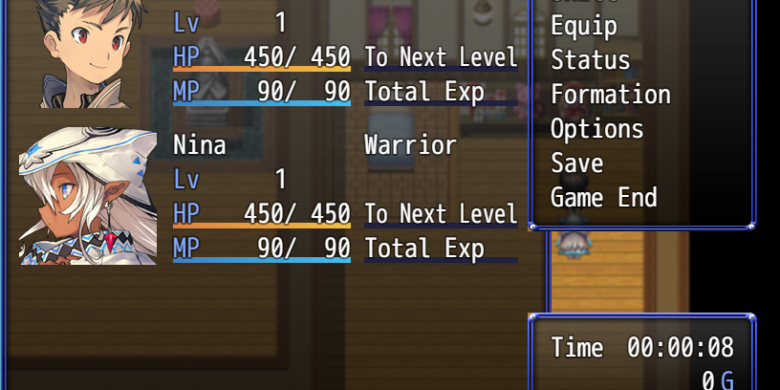 Lv 1
HP 450/ 450 To Next Level
MP 90/ 90 Total Exp
Nina Warrior
Lv 1
HP 450/ 450 To Next Level
MP 90/ 90 Total Exp
Equip
Status
Formation
Options
Save
Game End
Time 00:00:08
0 G